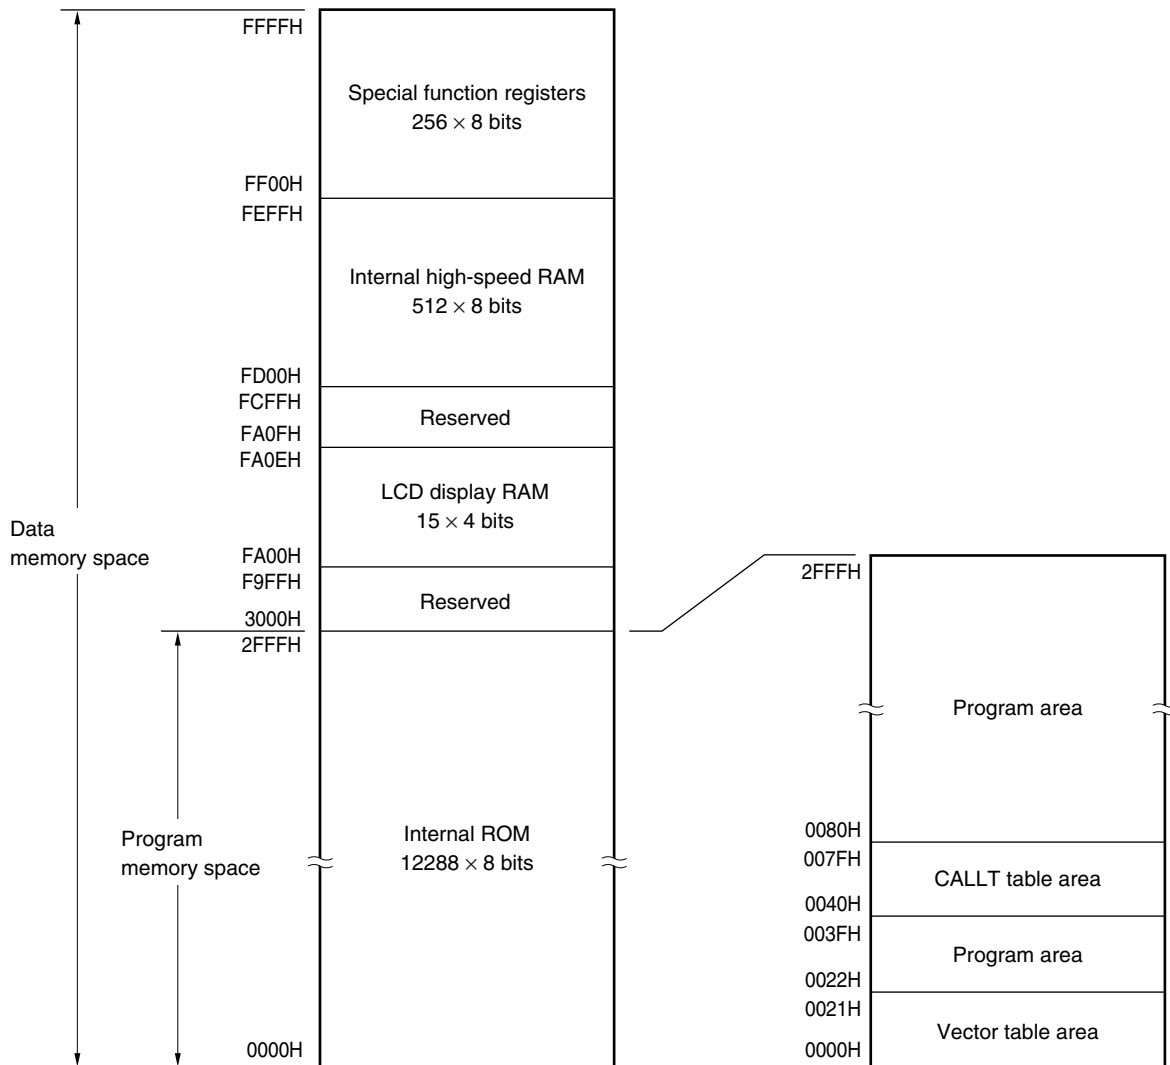 FFFFH
Special function registers
256 × 8 bits
FF00H
FEFFH
Internal high-speed RAM
512 × 8 bits
FD00H
FCFFH
Reserved
FA0FH
FA0EH
LCD display RAM
15 × 4 bits
Data
memory space
FA00H
F9FFH
Reserved
3000H
2FFFH
Program
memory space
Internal ROM
12288 × 8 bits
0000H
2FFFH
Program area
0080H
007FH
CALLT table area
0040H
003FH
Program area
0022H
0021H
Vector table area
0000H